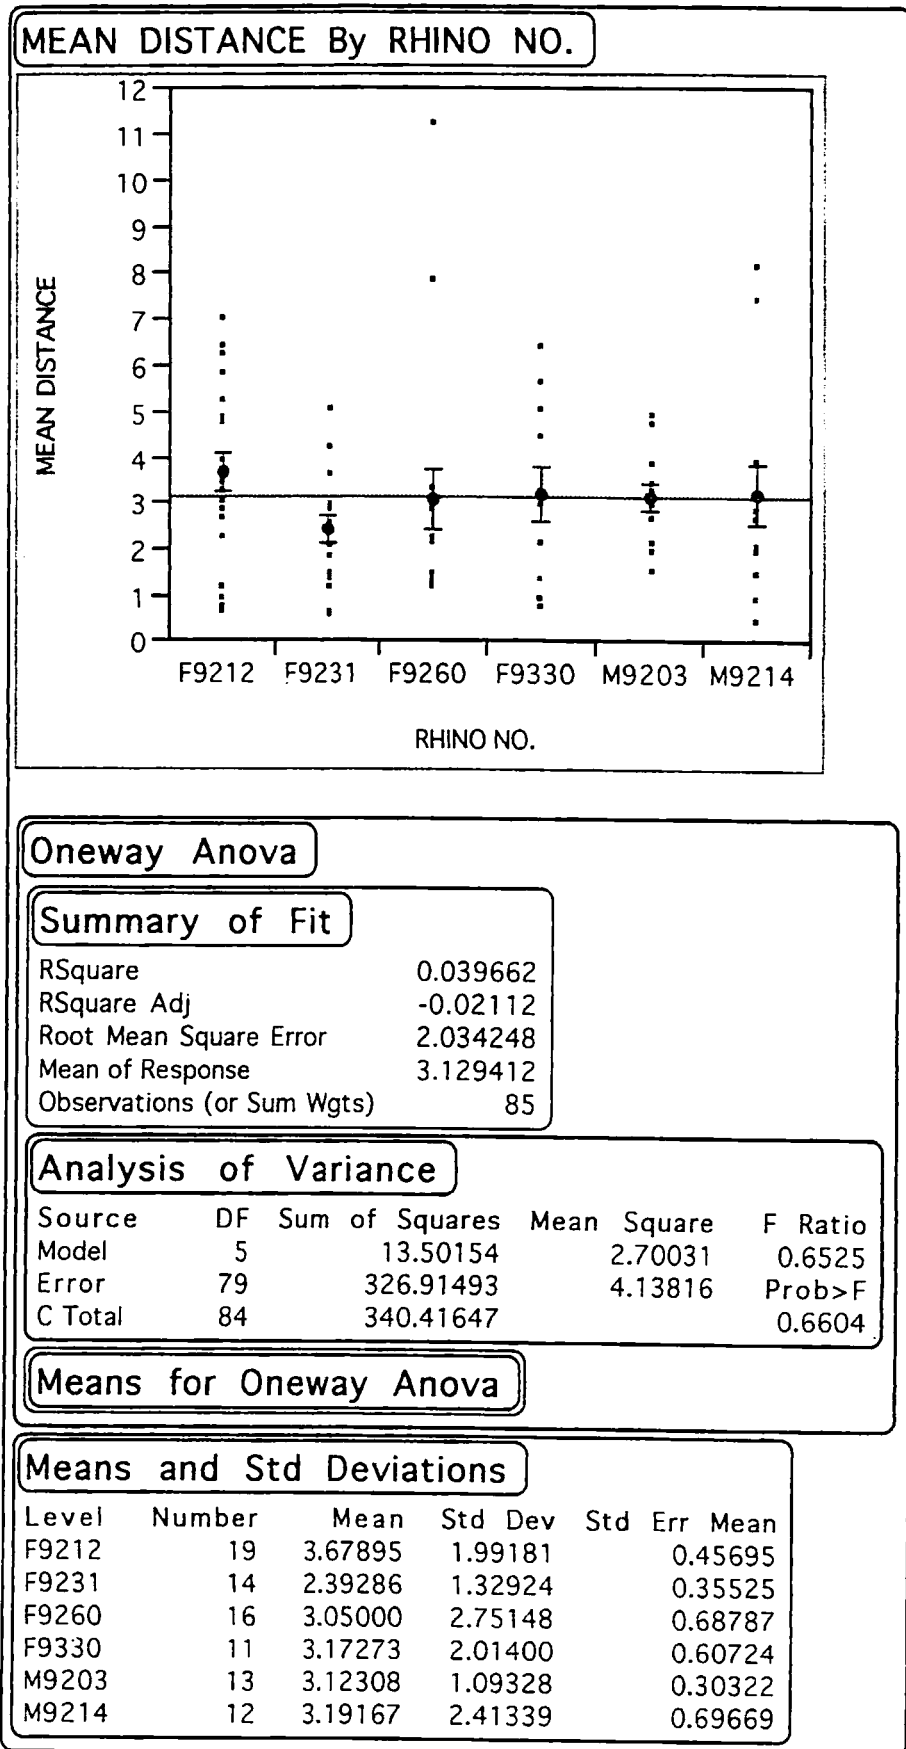 MEAN DISTANCE By RHINO NO.
12
11
10
9
8
7
6
5
4
3
2
1
0
MEAN DISTANCE
F9212 F9231 F9260 F9330 M9203 M9214
RHINO NO.
Oneway Anova
Summary of Fit
RSquare 0.039662
RSquare Adj -0.02112
Root Mean Square Error 2.034248
Mean of Response 3.129412
Observations (or Sum Wgts) 85
Analysis of Variance
Source DF Sum of Squares Mean Square F Ratio
Model 5 13.50154 2.70031 0.6525
Error 79 326.91493 4.13816 Prob>F
C Total 84 340.41647 0.6604
Means for Oneway Anova
Means and Std Deviations
Level Number Mean Std Dev Std Err Mean
F9212 19 3.67895 1.99181 0.45695
F9231 14 2.39286 1.32924 0.35525
F9260 16 3.05000 2.75148 0.68787
F9330 11 3.17273 2.01400 0.60724
M9203 13 3.12308 1.09328 0.30322
M9214 12 3.19167 2.41339 0.69669